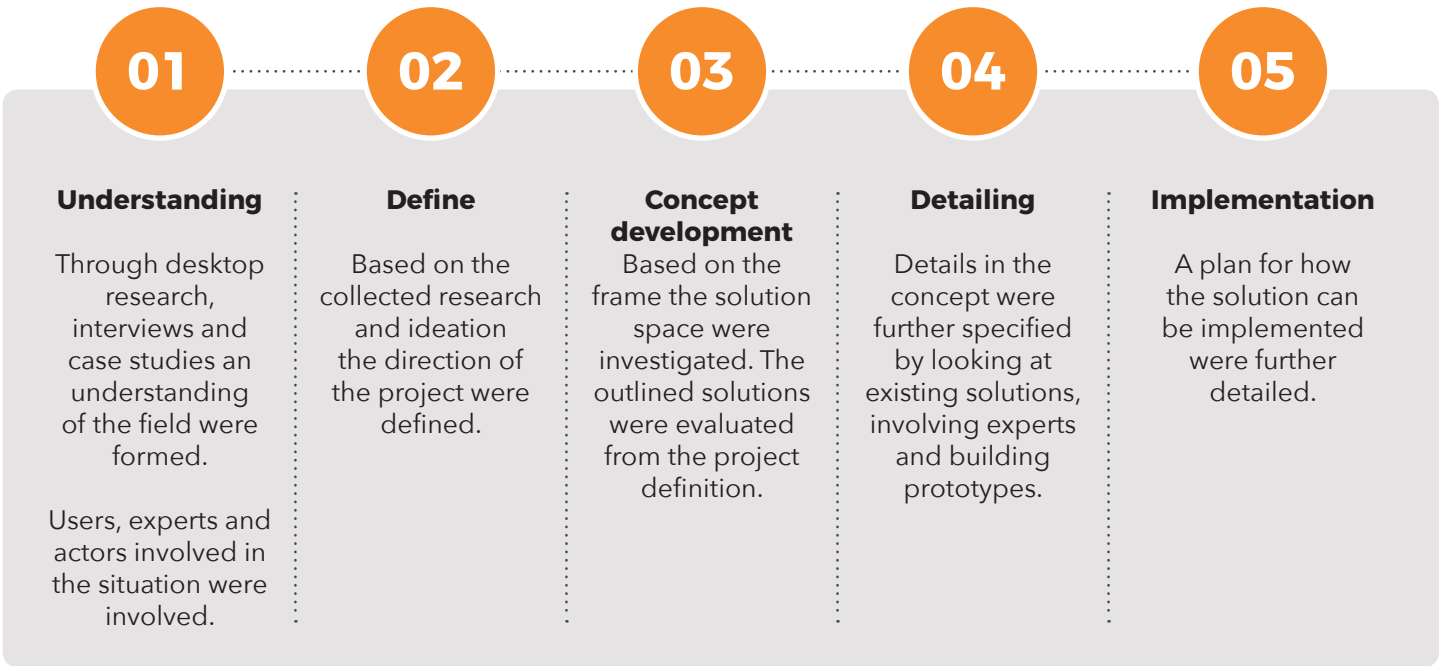 01
Understanding
Through desktop
research,
interviews and
case studies an
understanding
of the field were
formed.
Users, experts and
actors involved in
the situation were
involved.
02
Define
Based on the
collected research
and ideation
the direction of
the project were
defined.
03
Concept
development
Based on the
frame the solution
space were
investigated. The
outlined solutions
were evaluated
from the project
definition.
04
Detailing
Details in the
concept were
further specified
by looking at
existing solutions,
involving experts
and building
prototypes.
05
Implementation
A plan for how
the solution can
be implemented
were further
detailed.